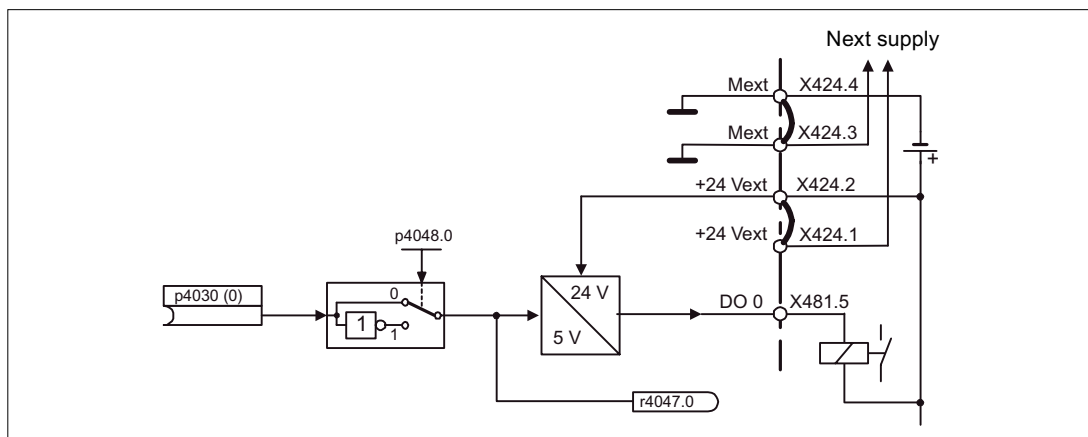 Next supply
Mext X424.4
Mext X424.3
+
+24 Vext X424.2
p4048.0
+24 Vext X424.1
p4030 (0)
0
24 V
DO 0 X481.5
1
1
5 V
r4047.0